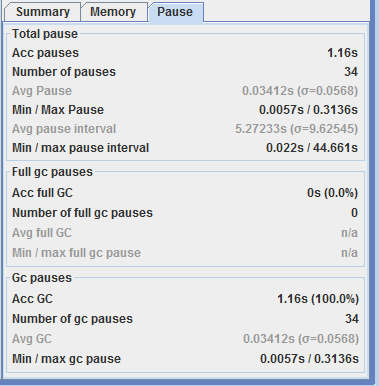 Summary Memory Pause
Total pause
Acc pauses 1.16s
Number of pauses 34
Avg Pause 0.03412s (σ=0.0568)
Min / Max Pause 0.0057s / 0.3136s
Avg pause interval 5.27233s (σ=9.62545)
Min / max pause interval 0.022s / 44.661s
Full gc pauses
Acc full GC 0s (0.0%)
Number of full gc pauses 0
Avg full GC n/a
Min / max full gc pause n/a
Gc pauses
Acc GC 1.16s (100.0%)
Number of gc pauses 34
Avg GC 0.03412s (σ=0.0568)
Min / max gc pause 0.0057s / 0.3136s